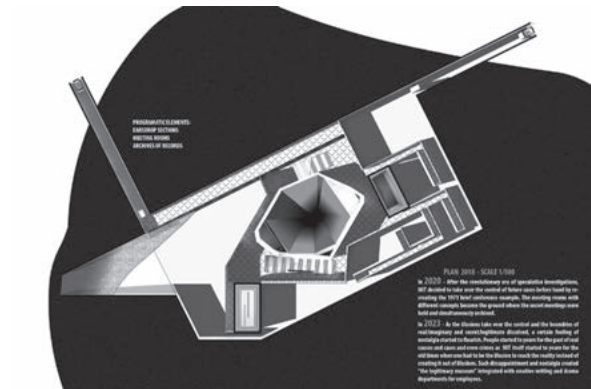 PROGRAMATIC ELEMENTS:
EAVESDROP SECTIONS
MEETING ROOMS
ARCHIVES OF RECORDS
PLAN 2018 - SCALE 1/500
In 2020 - After the revolutionary era of speculative investigations,
MIT decided to take over the control of future cases before hand by re-
creating the 1975 brief conference example. The meeting rooms with
different concepts become the ground where the secret meetings were
held and simultaneously archived.
In 2023 - As the illusions take over the control and the boundries of
real/imaginary and secret/legitimate dissolved, a certain feeling of
nostalgia started to flourish. People started to yearn for the past of real
causes and cases and even crimes as MIT itself started to yearn for the
old times when one had to be the illusion to reach the reality instead of
creating it out of illusions. Such disappointment and nostalgia created
"the legitimacy museum" integrated with creative writing and drama
departments for employees.